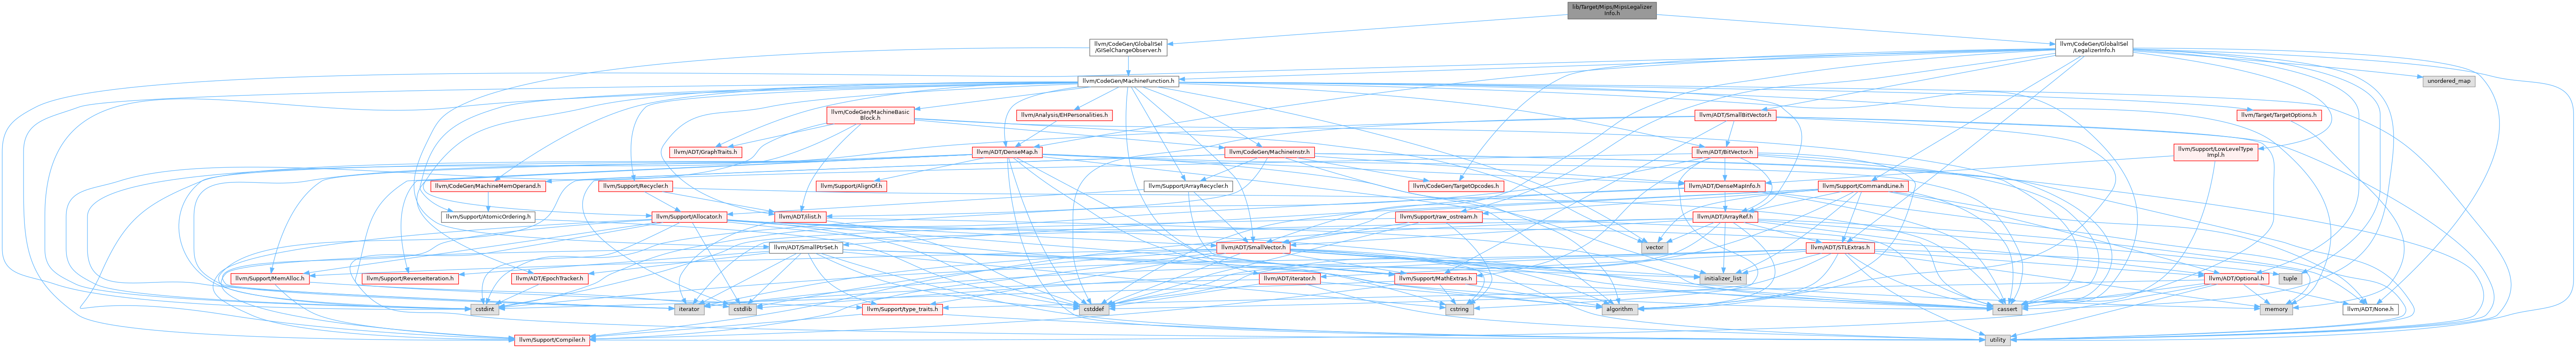 lib/Target/Mips/MipsLegalizer
Info.h
llvm/CodeGen/GlobalISel
/GISelChangeObserver.h
llvm/CodeGen/GlobalISel
/LegalizerInfo.h
llvm/CodeGen/MachineFunction.h
unordered_map
llvm/CodeGen/MachineBasic
Block.h
llvm/Analysis/EHPersonalities.h
llvm/ADT/SmallBitVector.h
llvm/Target/TargetOptions.h
llvm/ADT/GraphTraits.h
llvm/ADT/DenseMap.h
llvm/CodeGen/MachineInstr.h
llvm/ADT/BitVector.h
llvm/Support/LowLevelType
Impl.h
llvm/CodeGen/MachineMemOperand.h
llvm/Support/Recycler.h
llvm/Support/AlignOf.h
llvm/Support/ArrayRecycler.h
llvm/CodeGen/TargetOpcodes.h
llvm/ADT/DenseMapInfo.h
llvm/Support/CommandLine.h
llvm/Support/AtomicOrdering.h
llvm/Support/Allocator.h
llvm/ADT/ilist.h
llvm/Support/raw_ostream.h
llvm/ADT/ArrayRef.h
llvm/ADT/SmallPtrSet.h
llvm/ADT/SmallVector.h
vector
llvm/ADT/STLExtras.h
llvm/Support/MemAlloc.h
llvm/Support/ReverseIteration.h
llvm/ADT/EpochTracker.h
llvm/ADT/iterator.h
llvm/Support/MathExtras.h
initializer_list
tuple
llvm/ADT/Optional.h
cstdint
iterator
cstdlib
llvm/Support/type_traits.h
cstddef
cstring
algorithm
cassert
memory
llvm/ADT/None.h
llvm/Support/Compiler.h
utility